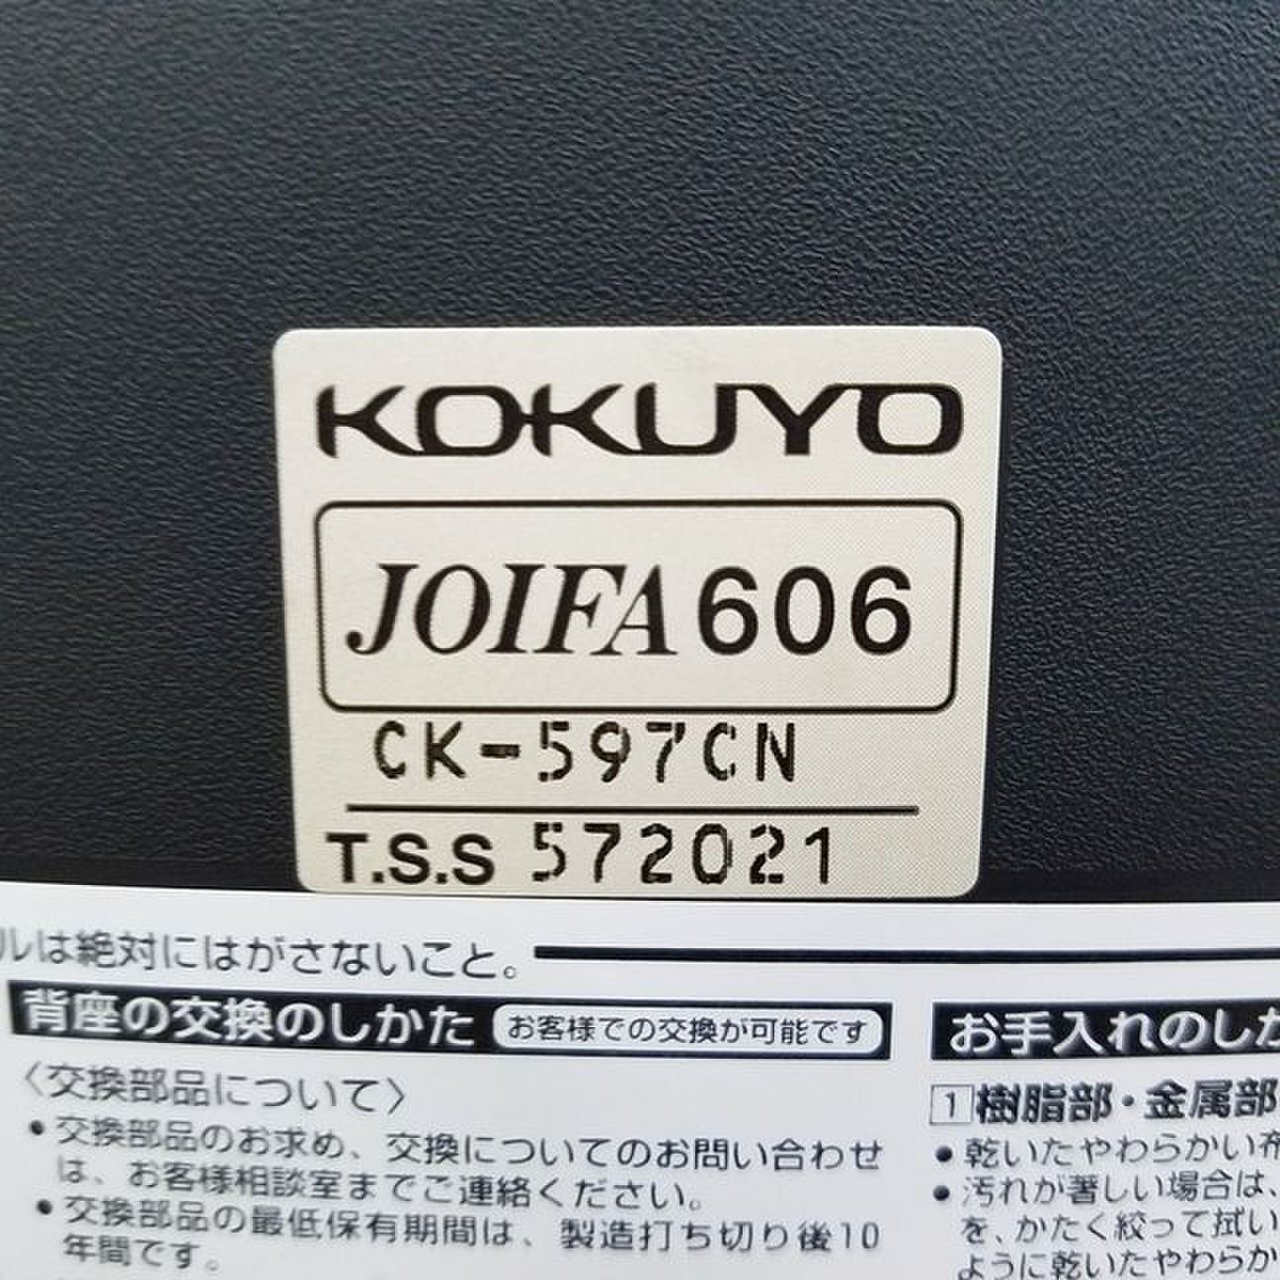 KOKUYO
JOIFA 606
CK-597CN
T.S.S 572021
ルは絶対にはがさないこと。
背座の交換のしかた お客様での交換が可能です
〈交換部品について〉
•交換部品のお求め、交換についてのお問い合わせ
は、お客様相談室までご連絡ください。
•交換部品の最低保有期間は、製造打ち切り後10
年間です。
お手入れのしか
1 樹脂部・金属部
•乾いたやわらかい布
•汚れが著しい場合は、
を、かたく絞って拭い
ように乾いたやわらか